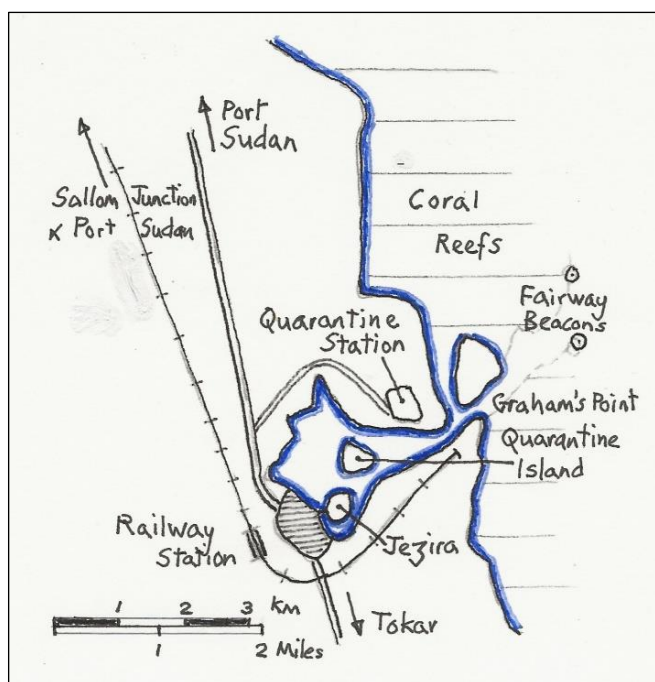 Port
Sudan
Sallom Junction
& Port Sudan
Coral
Reefs
Quarantine
Station
Fairway
Beacons
Graham's Point
Quarantine
Island
Railway
Station
Jezira
1 2 3 KM
1 2 Miles
Tokar